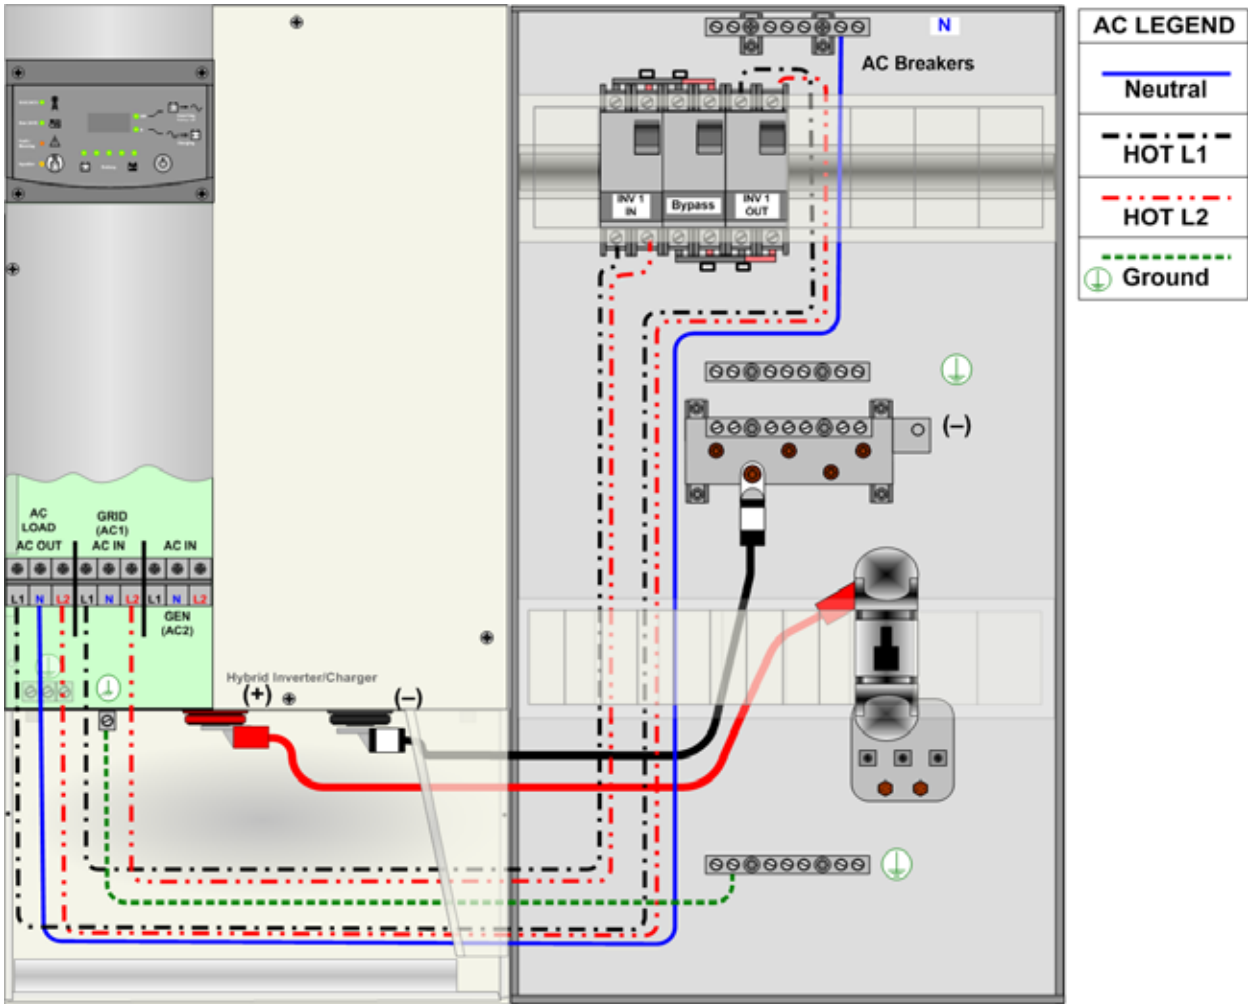 N
AC LEGEND
AC Breakers
Neutral
HOT L1
INV 1
IN
Bypass
INV 1
OUT
HOT L2
Ground
(–)
AC
LOAD
AC OUT
GRID
(AC1)
AC IN
AC IN
L1 N L2 L1 N L2 L1 N L2
GEN
(AC2)
Hybrid Inverter/Charger
(+)
(–)